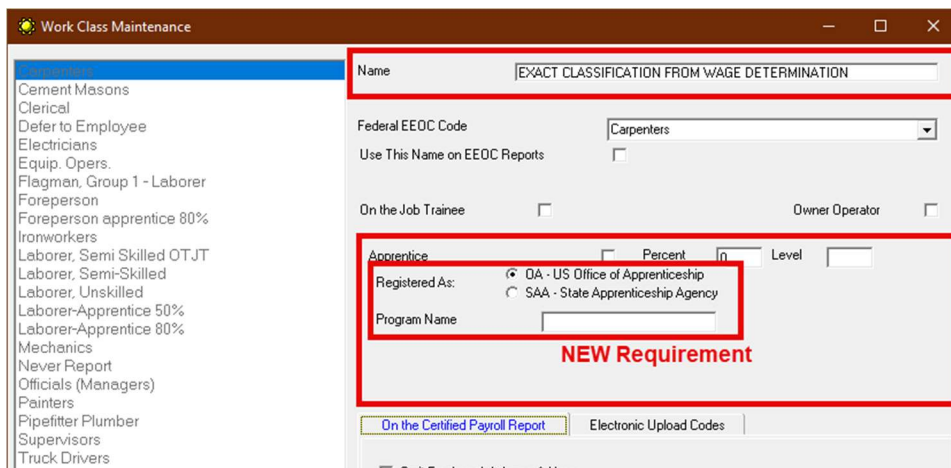 Work Class Maintenance
Carpenters
Cement Masons
Clerical
Defer to Employee
Electricians
Equip. Opers.
Flagman, Group 1 - Laborer
Foreperson
Foreperson apprentice 80%
Ironworkers
Laborer, Semi Skilled OTJT
Laborer, Semi-Skilled
Laborer, Unskilled
Laborer-Apprentice 50%
Laborer-Apprentice 80%
Mechanics
Never Report
Officials (Managers)
Painters
Pipefitter Plumber
Supervisors
Truck Drivers
Name EXACT CLASSIFICATION FROM WAGE DETERMINATION
Federal EEOC Code Carpenters
Use This Name on EEOC Reports
On the Job Trainee Owner Operator
Apprentice Percent 0 Level
Registered As: OA - US Office of Apprenticeship
SAA - State Apprenticeship Agency
Program Name
NEW Requirement
On the Certified Payroll Report Electronic Upload Codes